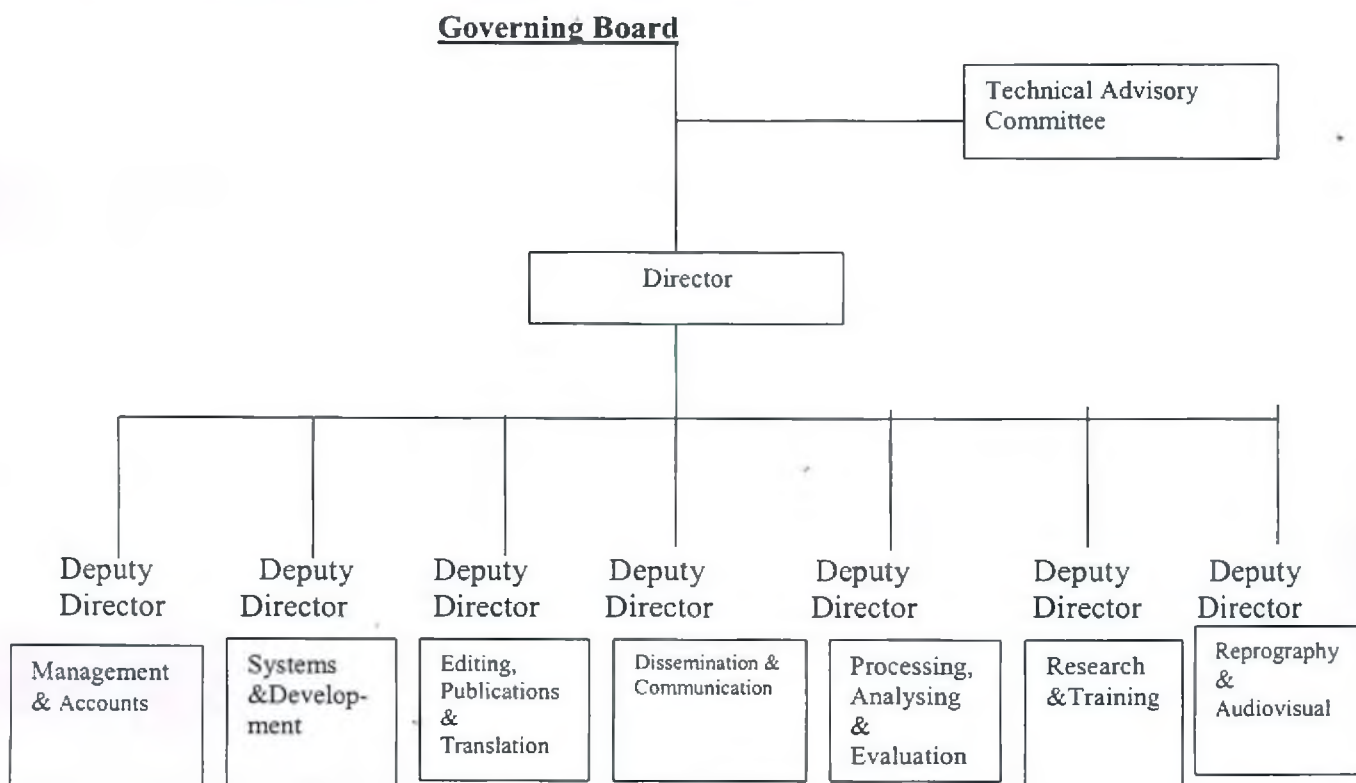 Governing Board
Technical Advisory
Committee
Director
Deputy
Director
Management
& Accounts
Deputy
Director
Systems
&Develop-
ment
Deputy
Director
Editing,
Publications
&
Translation
Deputy
Director
Dissemination &
Communication
Deputy
Director
Processing,
Analysing
&
Evaluation
Deputy
Director
Research
&Training
Deputy
Director
Reprography
&
Audiovisual